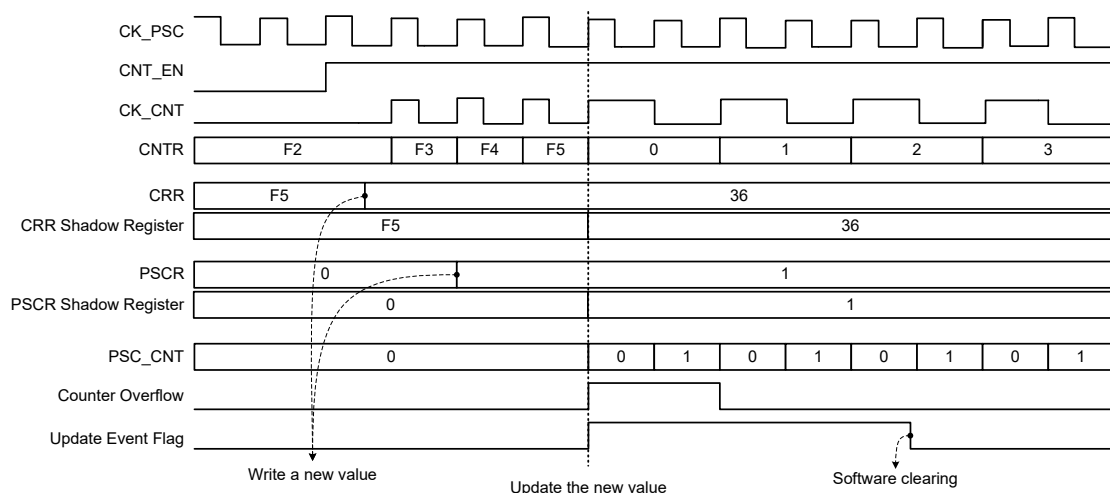 CK_PSC
CNT_EN
CK_CNT
CNTR F2 F3 F4 F5 0 1 2 3
CRR F5 36
CRR Shadow Register F5 36
PSCR 0 1
PSCR Shadow Register 0 1
PSC_CNT 0 0 1 0 1 0 1 0 1
Counter Overflow
Update Event Flag
Write a new value
Software clearing
Update the new value